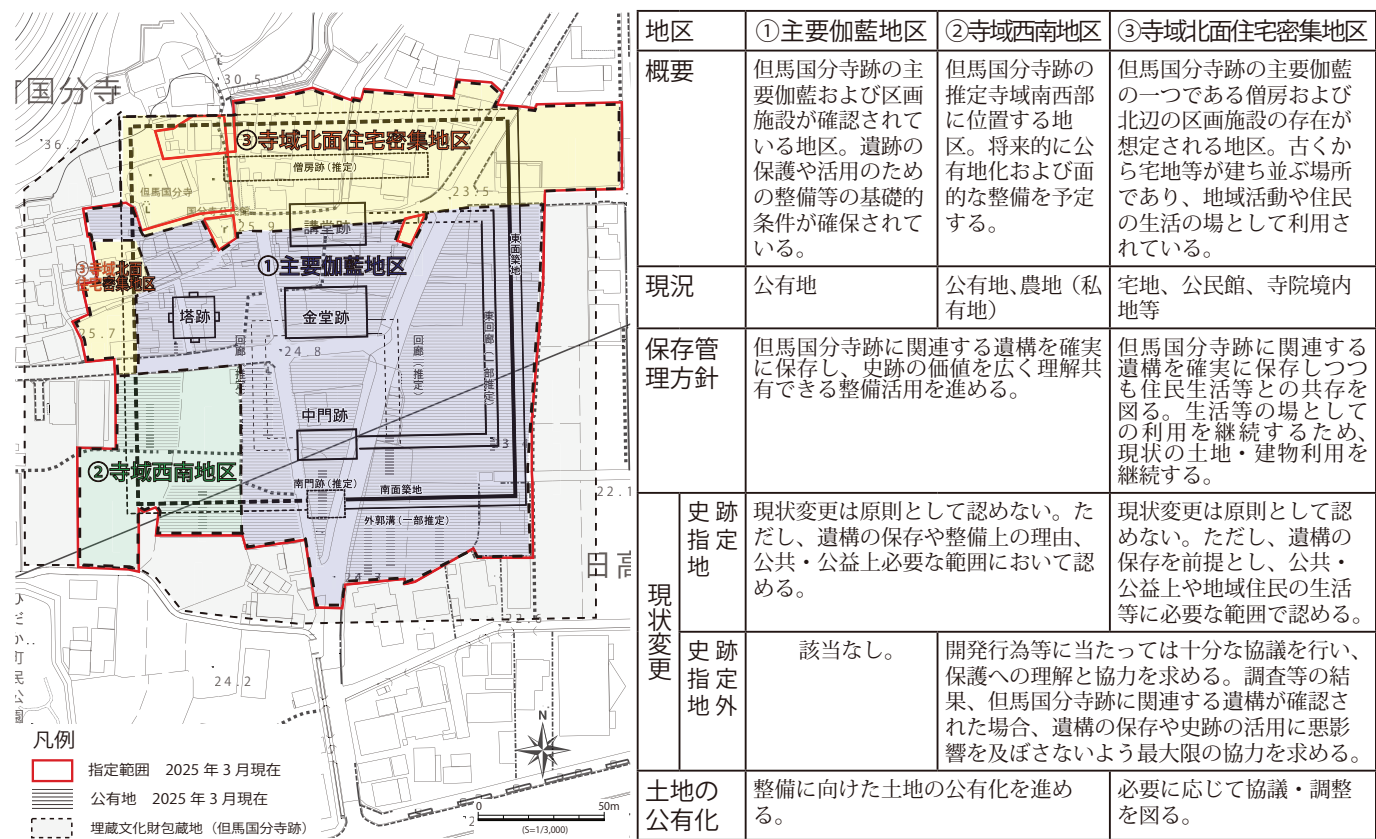 国分寺
30.5
36.
③寺域北面住宅密集地区
僧房跡（推定）
但馬国分寺
23.5
25.9
講堂跡
東面築地
①主要伽藍地区
③寺域北面
住宅密集地区
塔跡
金堂跡
25.7
24.8
回廊（推定）
回廊（推定）
東回廊（一部推定）
中門跡
②寺域西南地区
南門跡（推定）
南面築地
22.1
外郭溝（一部推定）
日高
22.6
24.2
N
凡例
指定範囲　2025 年 3 月現在
公有地　2025 年 3 月現在
埋蔵文化財包蔵地（但馬国分寺跡）
0
50m
(S=1/3,000)
地区
①主要伽藍地区
②寺域西南地区
③寺域北面住宅密集地区
概要
但馬国分寺跡の主
要伽藍および区画
施設が確認されて
いる地区。遺跡の
保護や活用のため
の整備等の基礎的
条件が確保されて
いる。
但馬国分寺跡の
推定寺域南西部
に位置する地
区。将来的に公
有地化および面
的な整備を予定
する。
但馬国分寺跡の主要伽藍
の一つである僧房および
北辺の区画施設の存在が
想定される地区。古くか
ら宅地等が建ち並ぶ場所
であり、地域活動や住民
の生活の場として利用さ
れている。
現況
公有地
公有地、農地（私
有地）
宅地、公民館、寺院境内
地等
保存管
理方針
但馬国分寺跡に関連する遺構を確実
に保存し、史跡の価値を広く理解共
有できる整備活用を進める。
但馬国分寺跡に関連する
遺構を確実に保存しつつ
も住民生活等との共存を
図る。生活等の場として
の利用を継続するため、
現状の土地・建物利用を
継続する。
現状変更
史跡
指定
地
現状変更は原則として認めない。た
だし、遺構の保存や整備上の理由、
公共・公益上必要な範囲において認
める。
現状変更は原則として認
めない。ただし、遺構の
保存を前提とし、公共・
公益上や地域住民の生活
等に必要な範囲で認める。
史跡
指定
地外
該当なし。
開発行為等に当たっては十分な協議を行い、
保護への理解と協力を求める。調査等の結
果、但馬国分寺跡に関連する遺構が確認さ
れた場合、遺構の保存や史跡の活用に悪影
響を及ぼさないよう最大限の協力を求める。
土地の
公有化
整備に向けた土地の公有化を進め
る。
必要に応じて協議・調整
を図る。